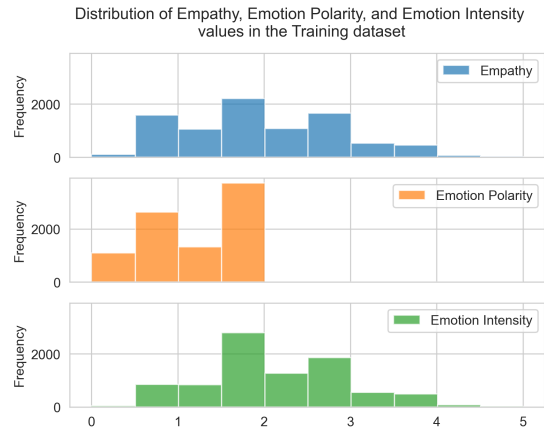 Distribution of Empathy, Emotion Polarity, and Emotion Intensity
values in the Training dataset
Empathy
Frequency
2000
0
Emotion Polarity
Frequency
2000
0
Emotion Intensity
Frequency
2000
0
0 1 2 3 4 5